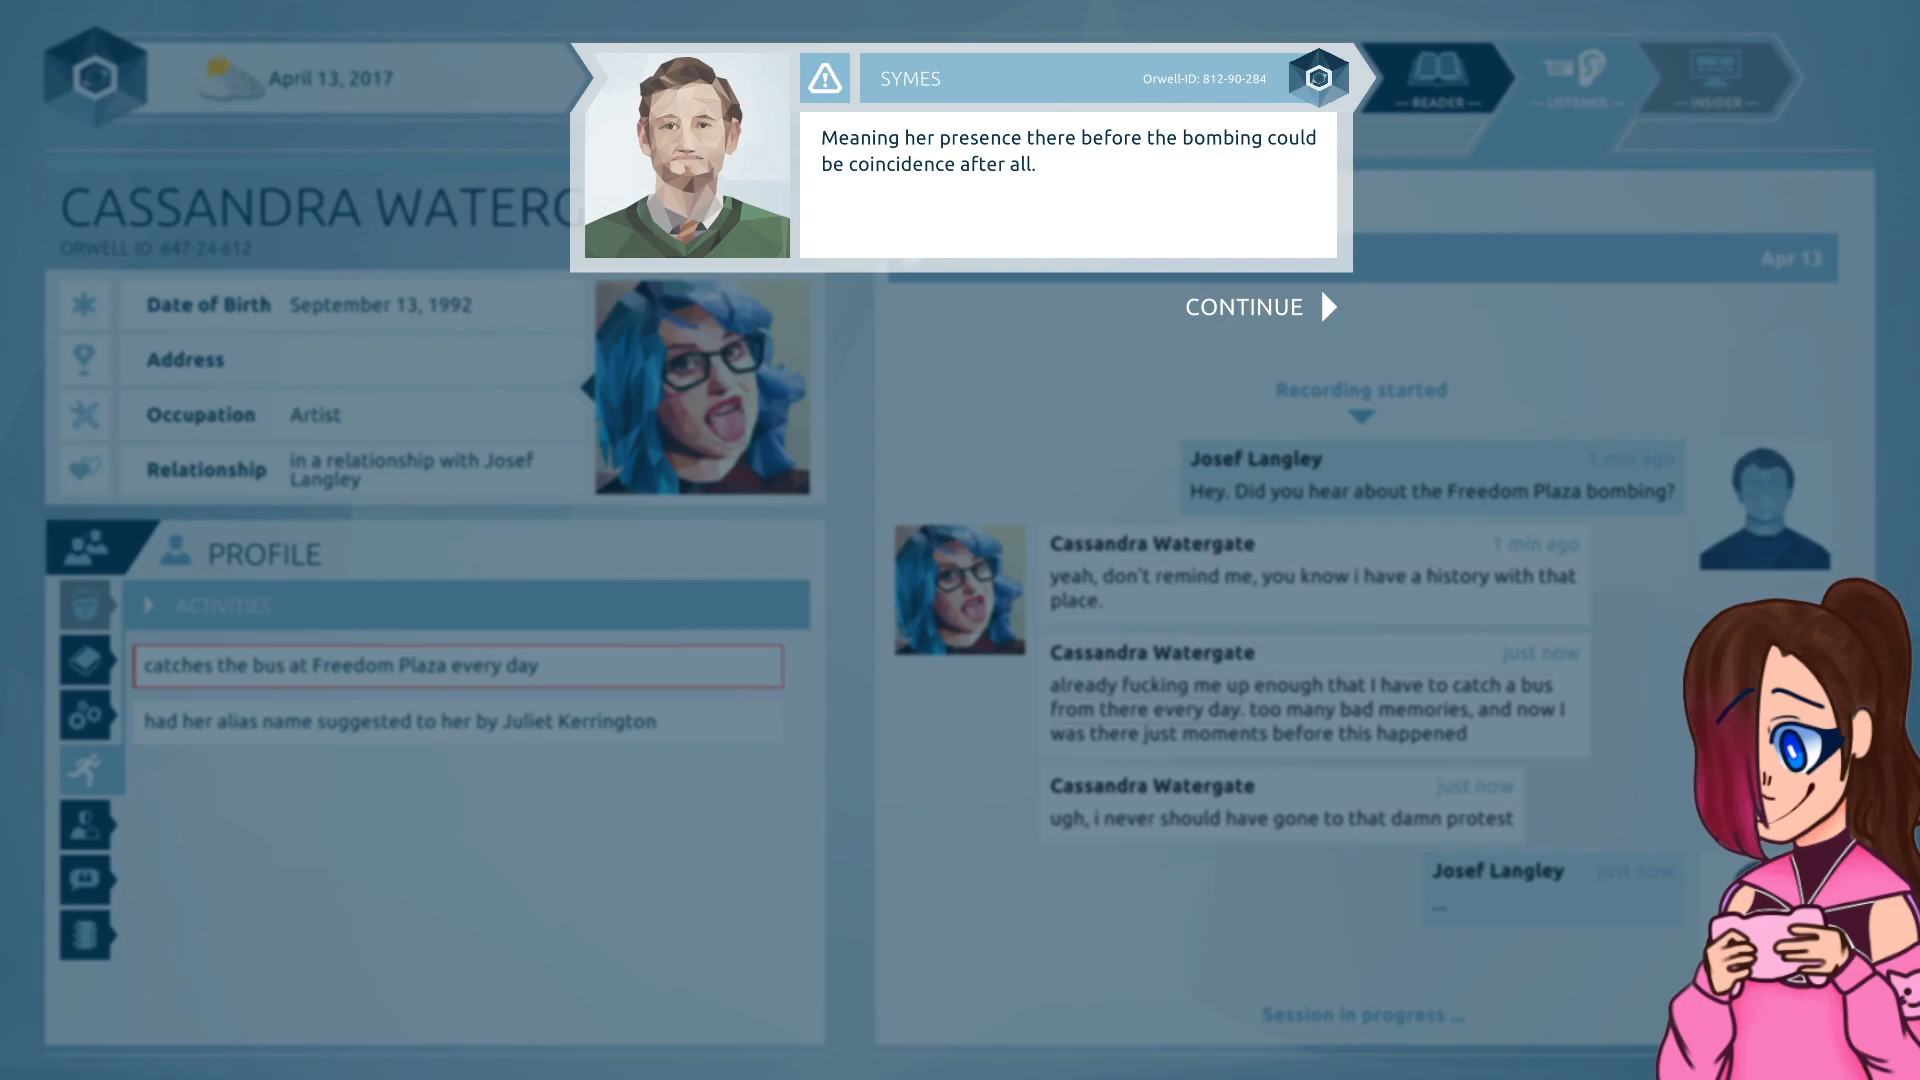 April 13, 2017
SYMES
Orwell-ID: 812-90-284
Meaning her presence there before the bombing could
be coincidence after all.
CONTINUE
— READER —
— LISTENER —
— INSIDER —
CASSANDRA WATERG
ORWELL-ID 647-24-612
Date of Birth September 13, 1992
Address
Occupation Artist
Relationship in a relationship with Josef
Langley
PROFILE
ACTIVITIES
catches the bus at Freedom Plaza every day
had her alias name suggested to her by Juliet Kerrington
Apr 13
Recording started
Josef Langley 1 min ago
Hey. Did you hear about the Freedom Plaza bombing?
Cassandra Watergate 1 min ago
yeah, don't remind me, you know i have a history with that
place.
Cassandra Watergate just now
already fucking me up enough that I have to catch a bus
from there every day. too many bad memories, and now I
was there just moments before this happened
Cassandra Watergate just now
ugh, i never should have gone to that damn protest
Josef Langley just now
...
Session in progress ...